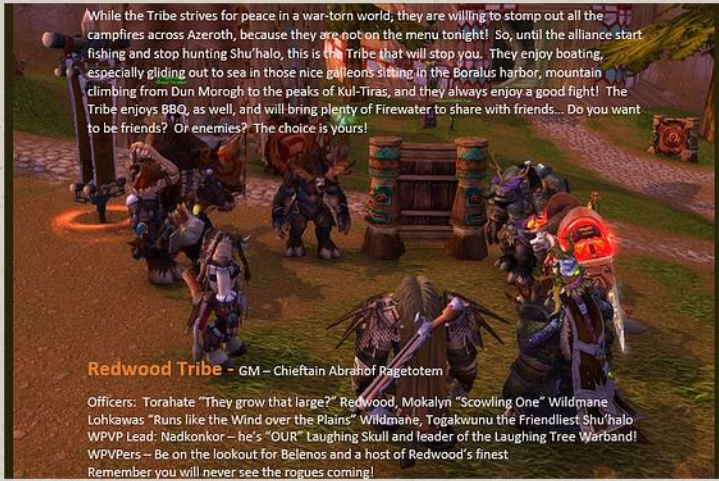 While the Tribe strives for peace in a war-torn world, they are willing to stomp out all the
campfires across Azeroth, because they are not on the menu tonight!  So, until the alliance start
fishing and stop hunting Shu'halo, this is the Tribe that will stop you.  They enjoy boating,
especially gliding out to sea in those nice galleons sitting in the Boralus harbor, mountain
climbing from Dun Morogh to the peaks of Kul-Tiras, and they always enjoy a good fight!  The
Tribe enjoys BBQ, as well, and will bring plenty of Firewater to share with friends... Do you want
to be friends?  Or enemies?  The choice is yours!
Redwood Tribe - GM – Chieftain Abrahof Ragetotem
Officers:  Torahate "They grow that large?" Redwood, Mokalyn "Scowling One" Wildmane
Lohkawas "Runs like the Wind over the Plains" Wildmane, Togakwunu the Friendliest Shu'halo
WPVP Lead: Nadkonkor – he's "OUR" Laughing Skull and leader of the Laughing Tree Warband!
WPVPers – Be on the lookout for Belenos and a host of Redwood's finest
Remember you will never see the rogues coming!